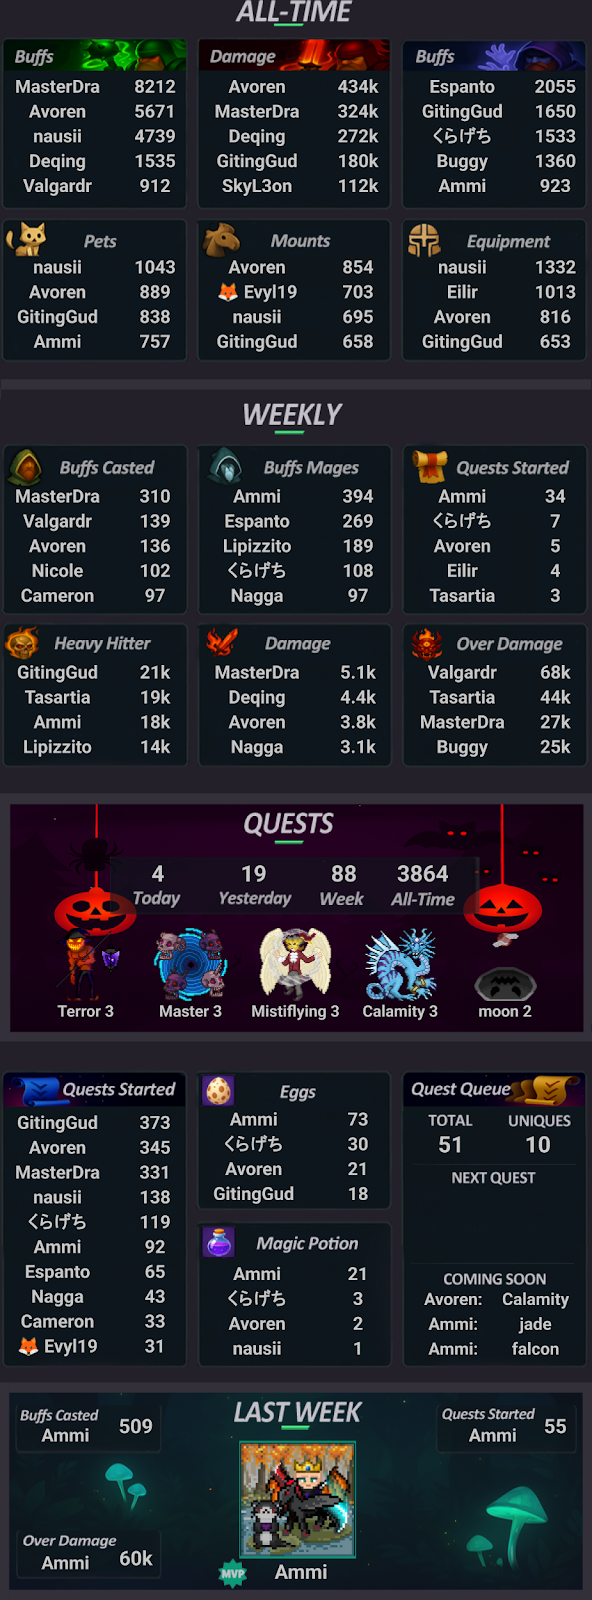 ALL-TIME
Buffs
MasterDra 8212
Avoren 5671
nausii 4739
Deqing 1535
Valgardr 912
Damage
Avoren 434k
MasterDra 324k
Deqing 272k
GitingGud 180k
SkyL3on 112k
Buffs
Espanto 2055
GitingGud 1650
くらげち 1533
Buggy 1360
Ammi 923
Pets
nausii 1043
Avoren 889
GitingGud 838
Ammi 757
Mounts
Avoren 854
🦊 Evyl19 703
nausii 695
GitingGud 658
Equipment
nausii 1332
Eilir 1013
Avoren 816
GitingGud 653
WEEKLY
Buffs Casted
MasterDra 310
Valgardr 139
Avoren 136
Nicole 102
Cameron 97
Buffs Mages
Ammi 394
Espanto 269
Lipizzito 189
くらげち 108
Nagga 97
Quests Started
Ammi 34
くらげち 7
Avoren 5
Eilir 4
Tasartia 3
Heavy Hitter
GitingGud 21k
Tasartia 19k
Ammi 18k
Lipizzito 14k
Damage
MasterDra 5.1k
Deqing 4.4k
Avoren 3.8k
Nagga 3.1k
Over Damage
Valgardr 68k
Tasartia 44k
MasterDra 27k
Buggy 25k
QUESTS
4 19 88 3864
Today Yesterday Week All-Time
Terror 3 Master 3 Mistiflying 3 Calamity 3 moon 2
Quests Started
GitingGud 373
Avoren 345
MasterDra 331
nausii 138
くらげち 119
Ammi 92
Espanto 65
Nagga 43
Cameron 33
🦊 Evyl19 31
Eggs
Ammi 73
くらげち 30
Avoren 21
GitingGud 18
Magic Potion
Ammi 21
くらげち 3
Avoren 2
nausii 1
Quest Queue
TOTAL UNIQUES
51 10
NEXT QUEST
COMING SOON
Avoren: Calamity
Ammi: jade
Ammi: falcon
LAST WEEK
Buffs Casted
Ammi 509
Quests Started
Ammi 55
Over Damage
Ammi 60k
MVP Ammi